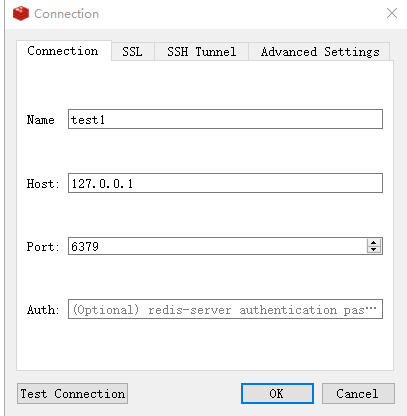 Connection
Connection SSL SSH Tunnel Advanced Settings
Name test1
Host: 127.0.0.1
Port: 6379
Auth: (Optional) redis-server authentication pas…
Test Connection OK Cancel